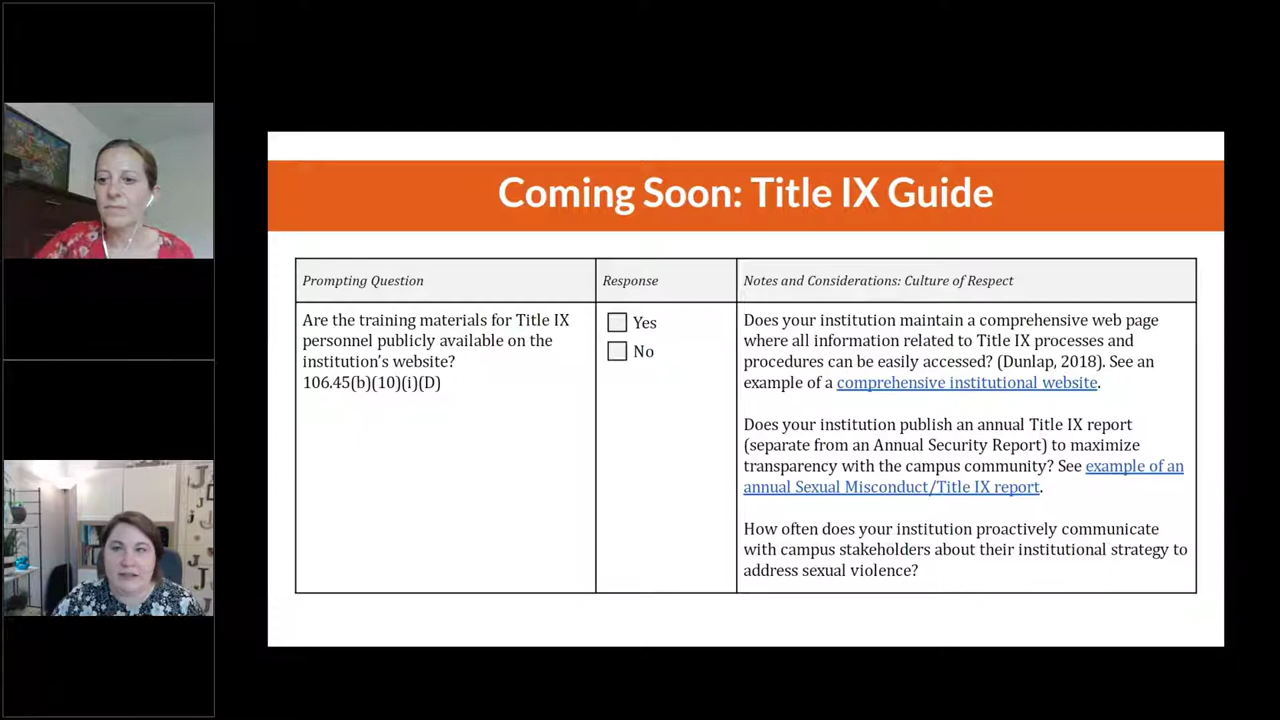 Coming Soon: Title IX Guide
Prompting Question
Response
Notes and Considerations: Culture of Respect
Are the training materials for Title IX
personnel publicly available on the
institution's website?
106.45(b)(10)(i)(D)
Yes
No
Does your institution maintain a comprehensive web page
where all information related to Title IX processes and
procedures can be easily accessed? (Dunlap, 2018). See an
example of a comprehensive institutional website.
Does your institution publish an annual Title IX report
(separate from an Annual Security Report) to maximize
transparency with the campus community? See example of an
annual Sexual Misconduct/Title IX report.
How often does your institution proactively communicate
with campus stakeholders about their institutional strategy to
address sexual violence?